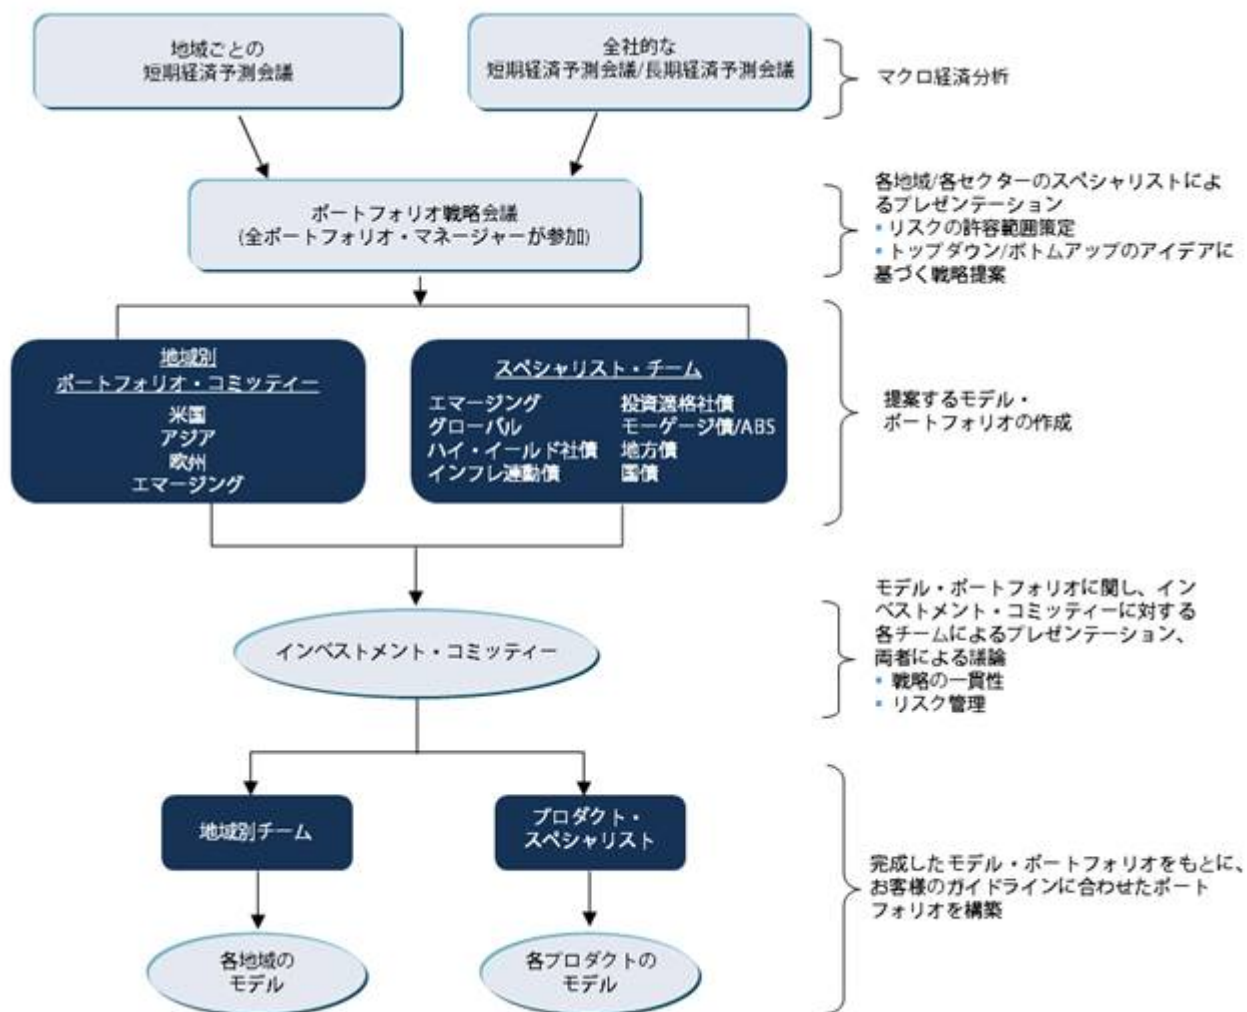 地域ごとの
短期経済予測会議
全社的な
短期経済予測会議/長期経済予測会議
マクロ経済分析
ポートフォリオ戦略会議
(全ポートフォリオ・マネージャーが参加)
各地域/各セクターのスペシャリストによ
るプレゼンテーション
▪ リスクの許容範囲策定
▪ トップダウン/ボトムアップのアイデアに
基づく戦略提案
地域別
ポートフォリオ・コミッティー
米国
アジア
欧州
エマージング
スペシャリスト・チーム
エマージング 投資適格社債
グローバル モーゲージ債/ABS
ハイ・イールド社債 地方債
インフレ連動債 国債
提案するモデル・
ポートフォリオの作成
インベストメント・コミッティー
モデル・ポートフォリオに関し、イン
ベストメント・コミッティーに対する
各チームによるプレゼンテーション、
両者による議論
▪ 戦略の一貫性
▪ リスク管理
地域別チーム
プロダクト・
スペシャリスト
完成したモデル・ポートフォリオをもとに、
お客様のガイドラインに合わせたポート
フォリオを構築
各地域の
モデル
各プロダクトの
モデル